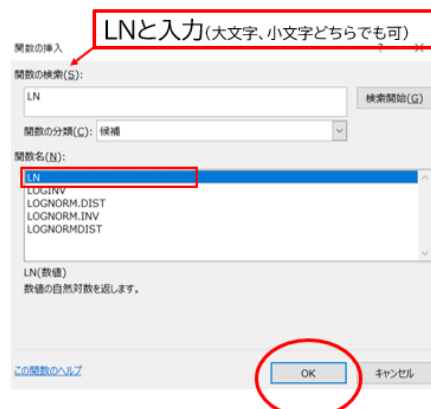 LNと入力(大文字、小文字どちらでも可)
関数の挿入 ? ×
関数の検索(S):
LN 検索開始(G)
関数の分類(C): 候補
関数名(N):
LN
LOGINV
LOGNORM.DIST
LOGNORM.INV
LOGNORMDIST
LN(数値)
数値の自然対数を返します。
この関数のヘルプ OK キャンセル